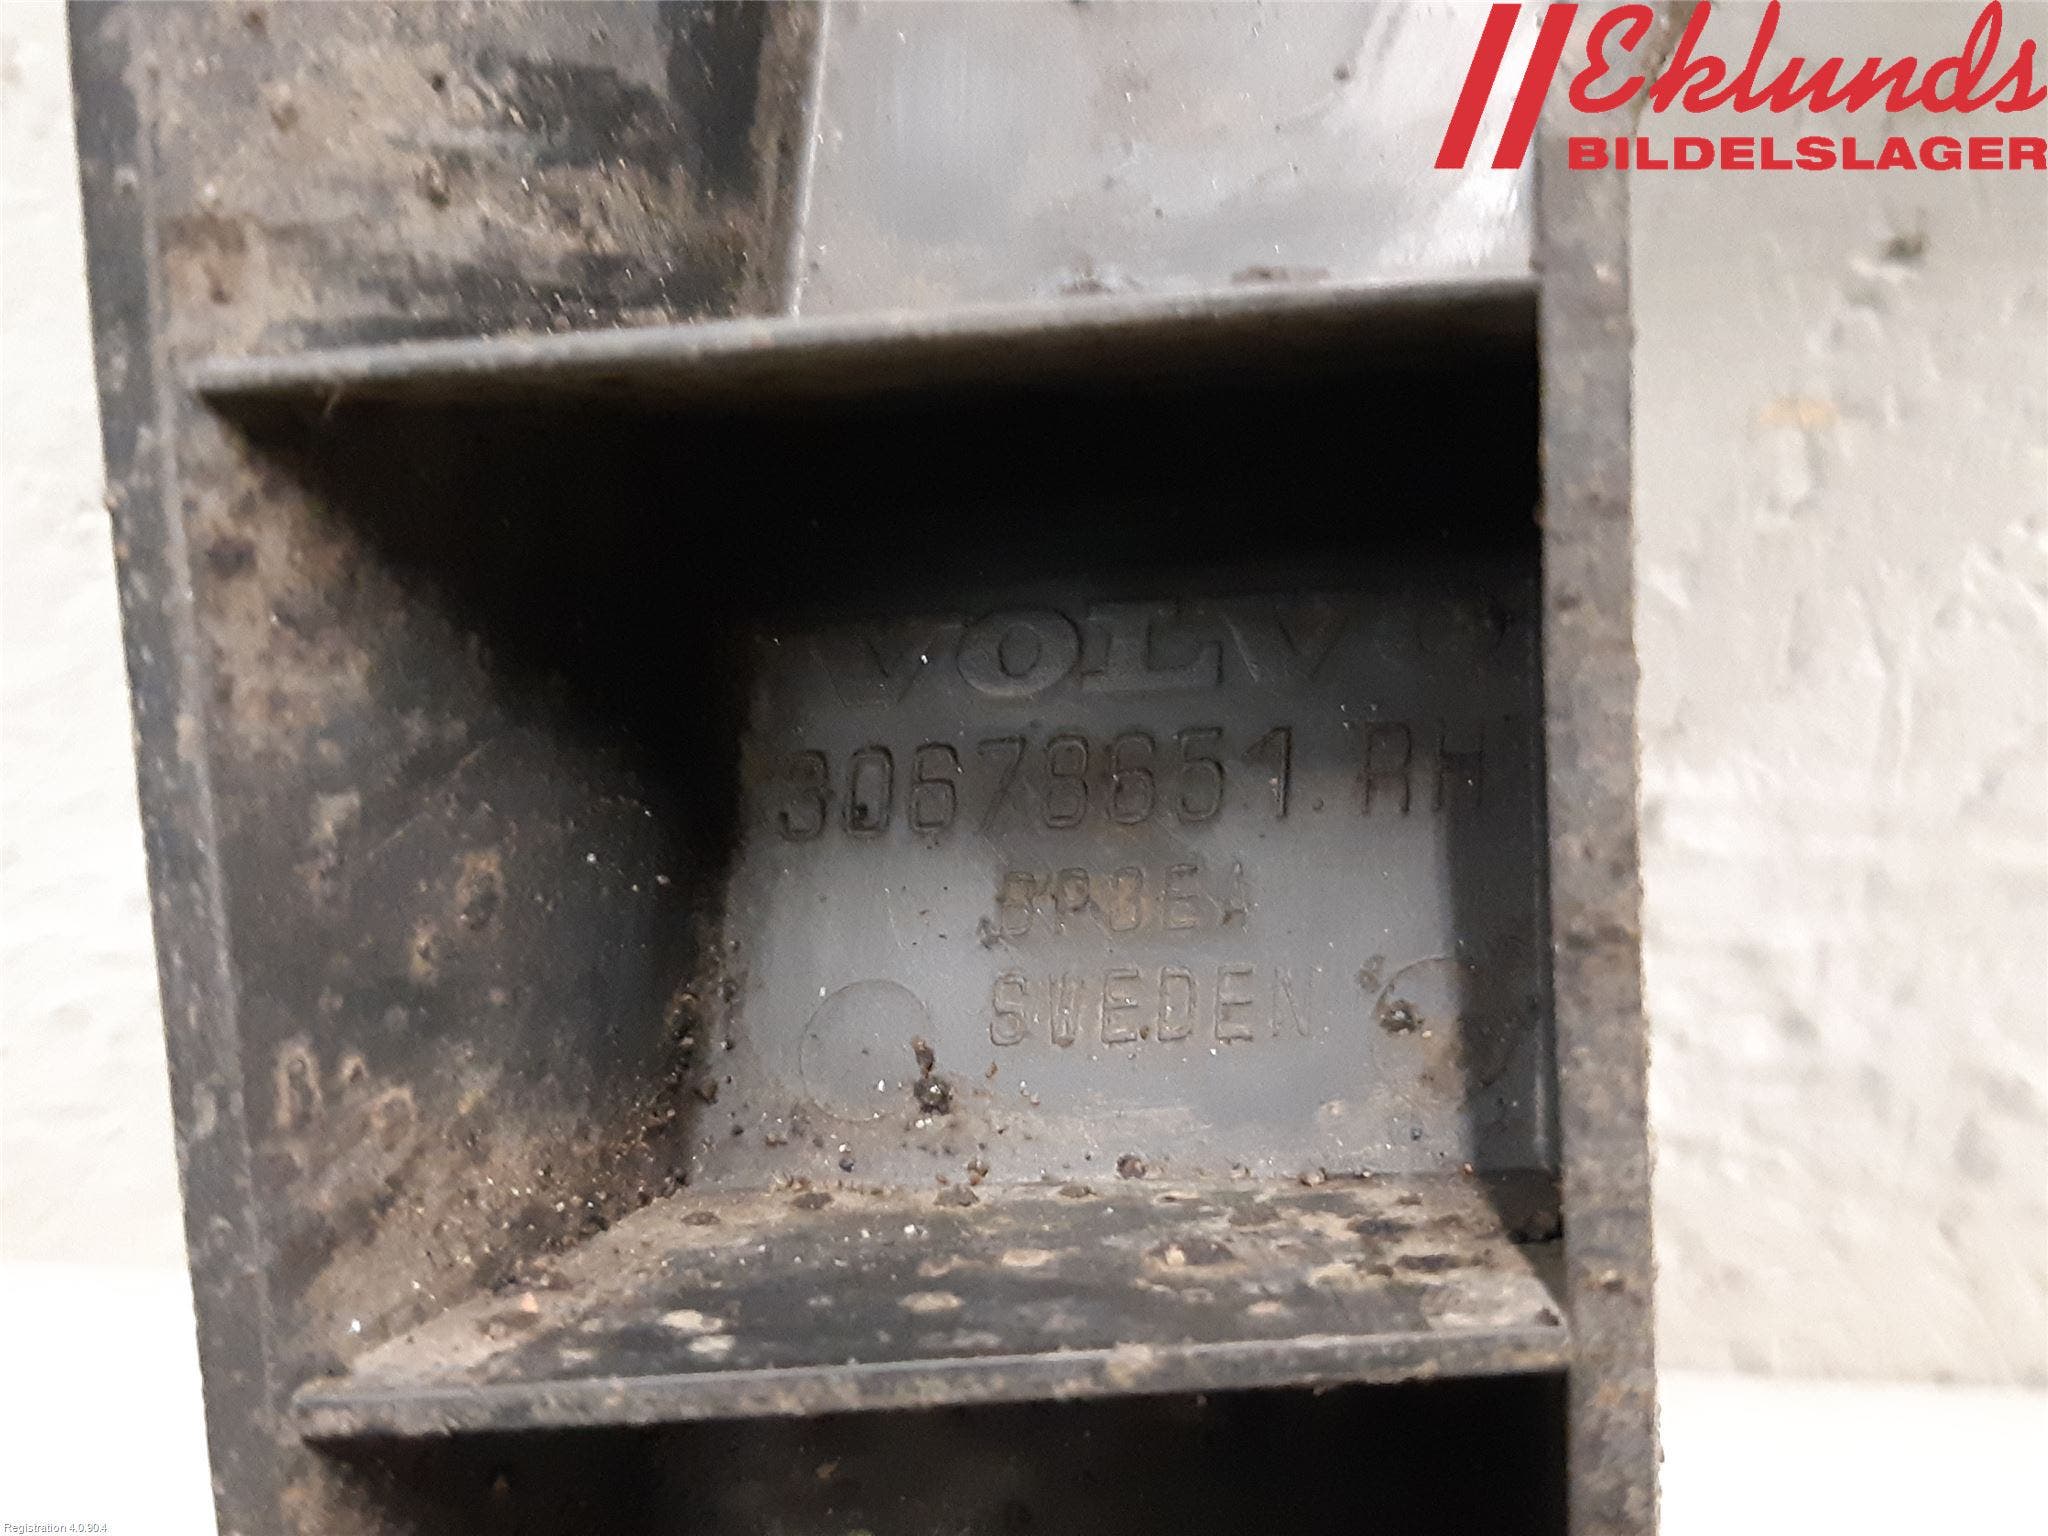 Eklunds
BILDELSLAGER
VOLVO
30678651 RH
SWEDEN
Registration 4.0.90.4